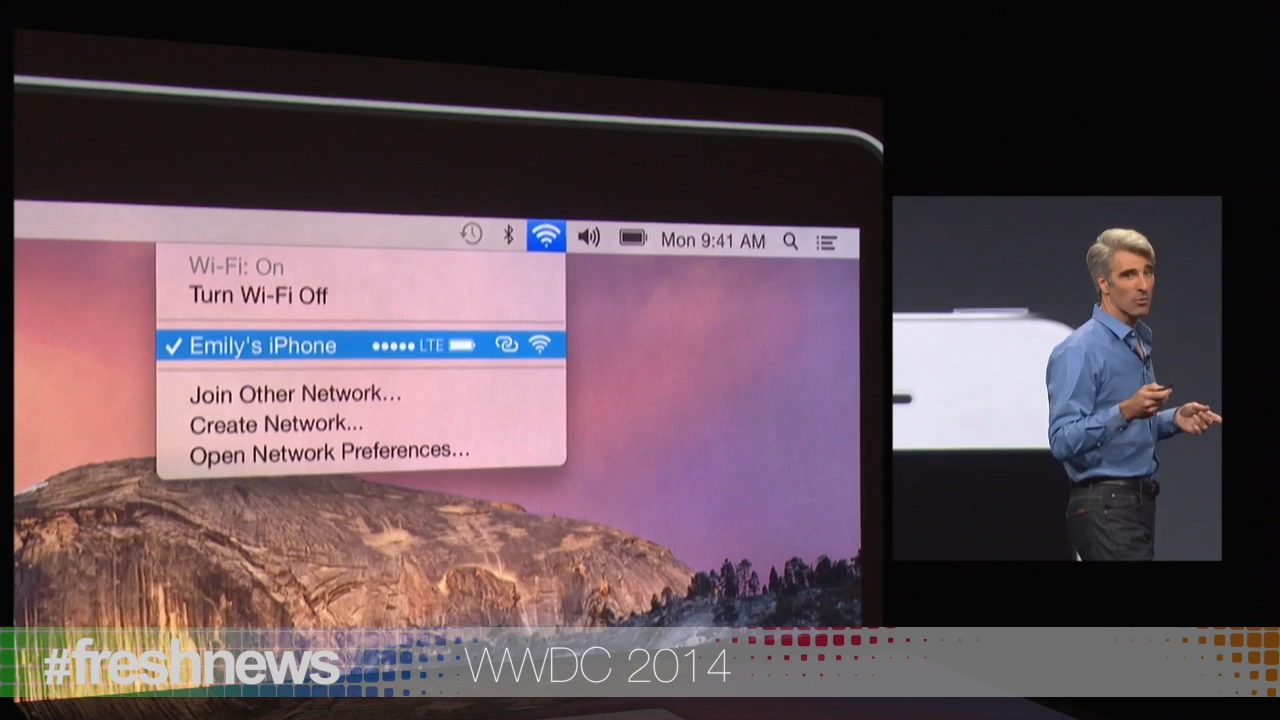 Mon 9:41 AM
Wi-Fi: On
Turn Wi-Fi Off
Emily's iPhone LTE
Join Other Network...
Create Network...
Open Network Preferences...
#freshnews WWDC 2014